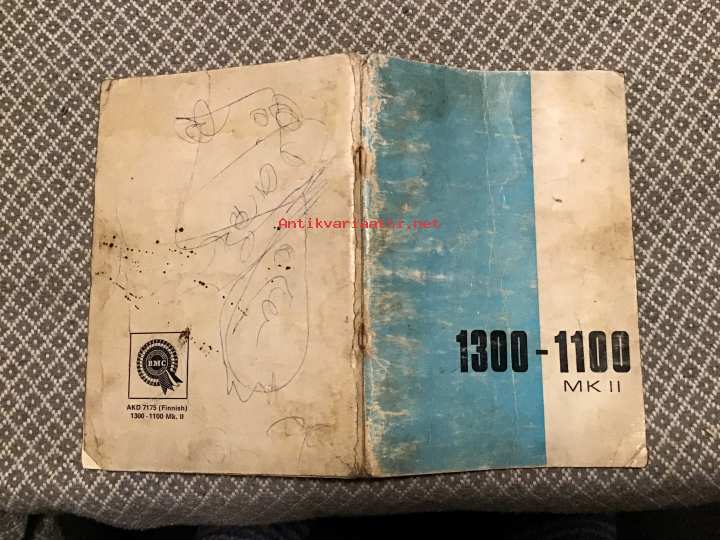 Antikvariaatti.net
1300-1100
MK II
BMC
AKD 7175 (Finnish)
1300-1100 Mk. II